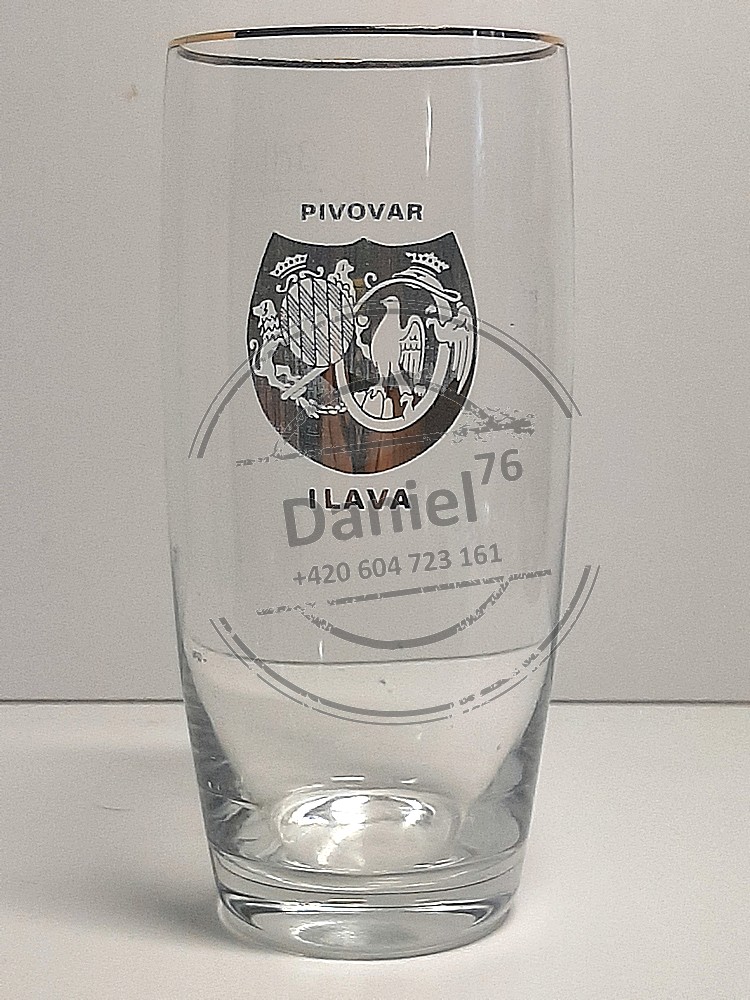 PIVOVAR
ILAVA
Daniel76
+420 604 723 161